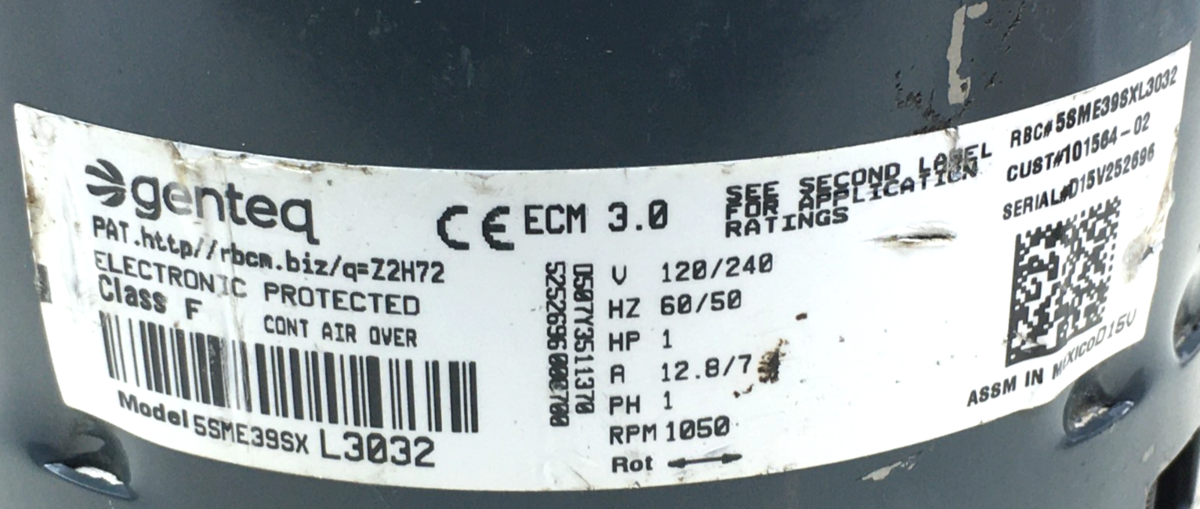 genteq
PAT.http//rbcm.biz/q=Z2H72
ELECTRONIC PROTECTED
Class F
CONT AIR OVER
Model 5SME39SX L3032
CE ECM 3.0
SEE SECOND LABEL
FOR APPLICATION
RATINGS
D507Y3511370
V 120/240
HZ 60/50
HP 1
A 12.8/7
PH 1
RPM 1050
Rot
RBC# 5SME39SXL3032
CUST#101564-02
SERIAL#D15V252696
ASSM IN MEXICO D15V